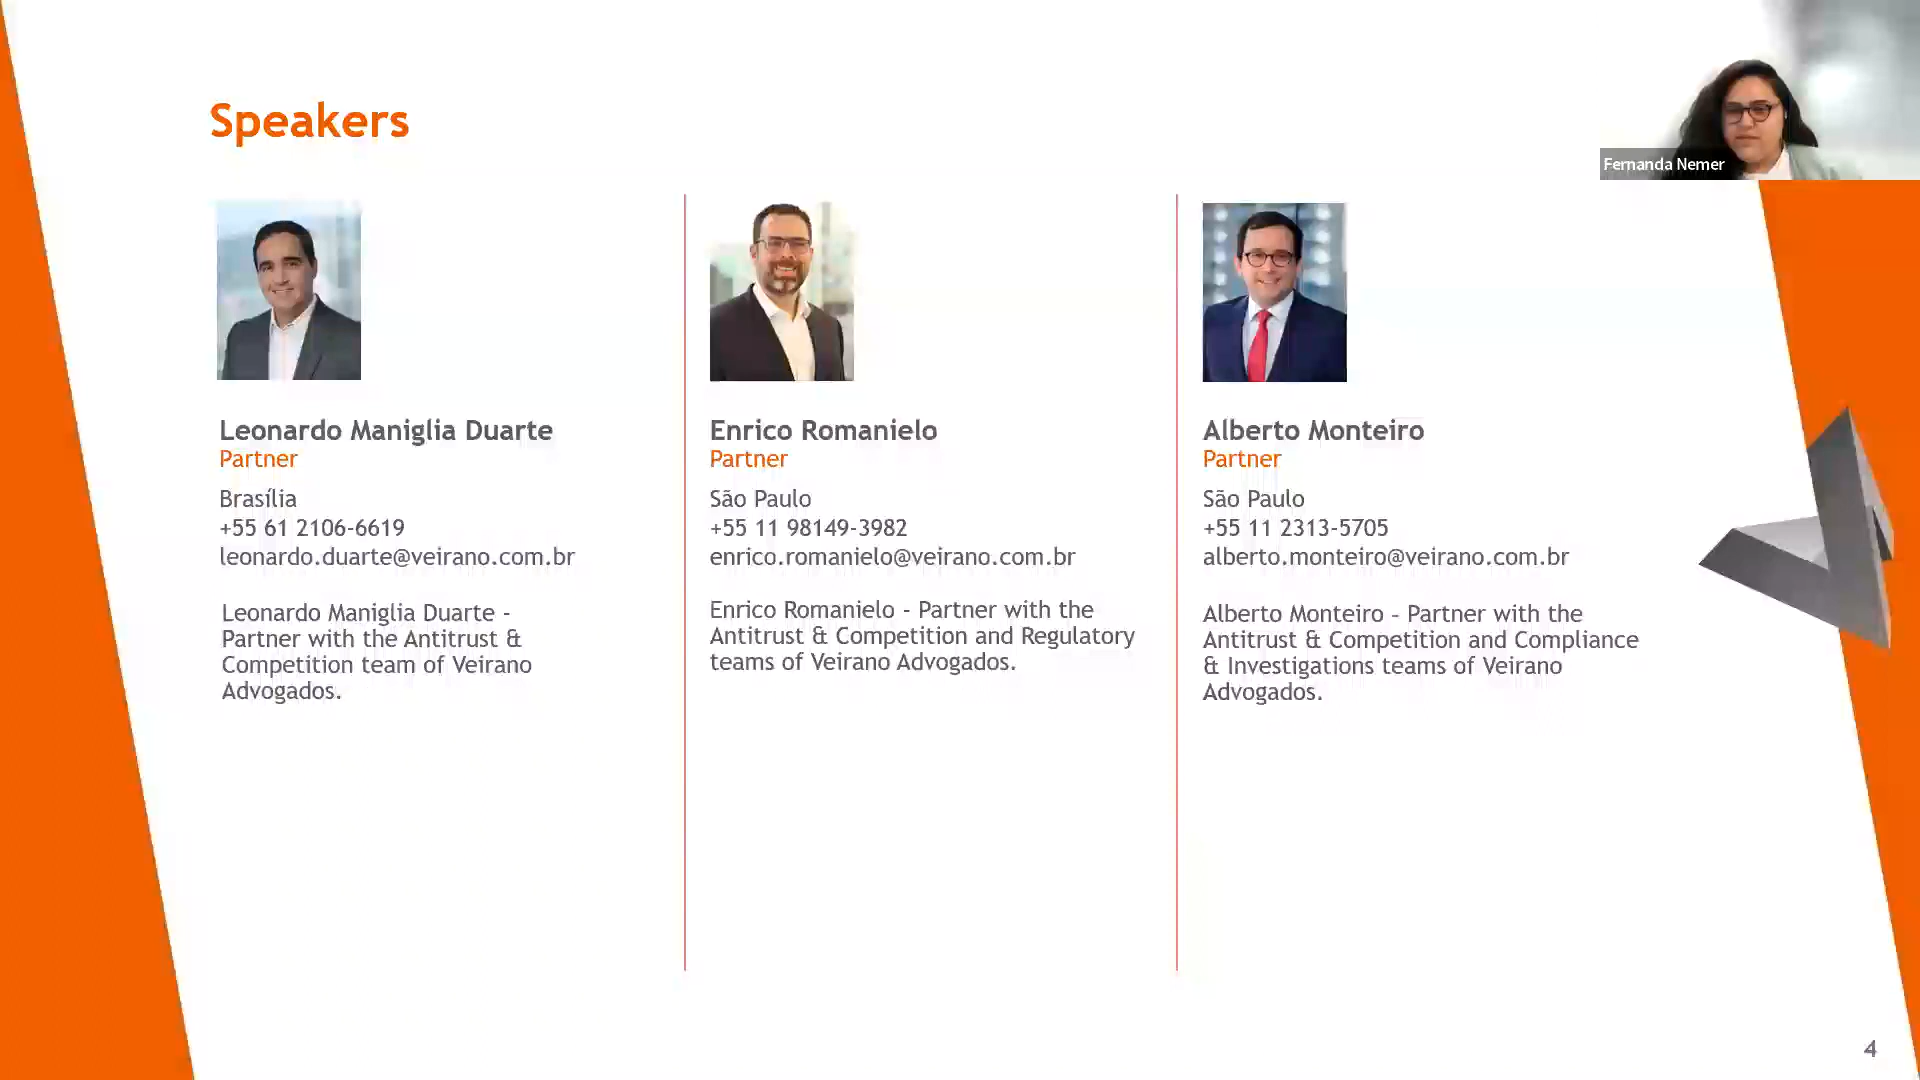 Speakers
Fernanda Nemer
Leonardo Maniglia Duarte
Partner
Brasília
+55 61 2106-6619
leonardo.duarte@veirano.com.br
Leonardo Maniglia Duarte -
Partner with the Antitrust &
Competition team of Veirano
Advogados.
Enrico Romanielo
Partner
São Paulo
+55 11 98149-3982
enrico.romanielo@veirano.com.br
Enrico Romanielo - Partner with the
Antitrust & Competition and Regulatory
teams of Veirano Advogados.
Alberto Monteiro
Partner
São Paulo
+55 11 2313-5705
alberto.monteiro@veirano.com.br
Alberto Monteiro - Partner with the
Antitrust & Competition and Compliance
& Investigations teams of Veirano
Advogados.
4